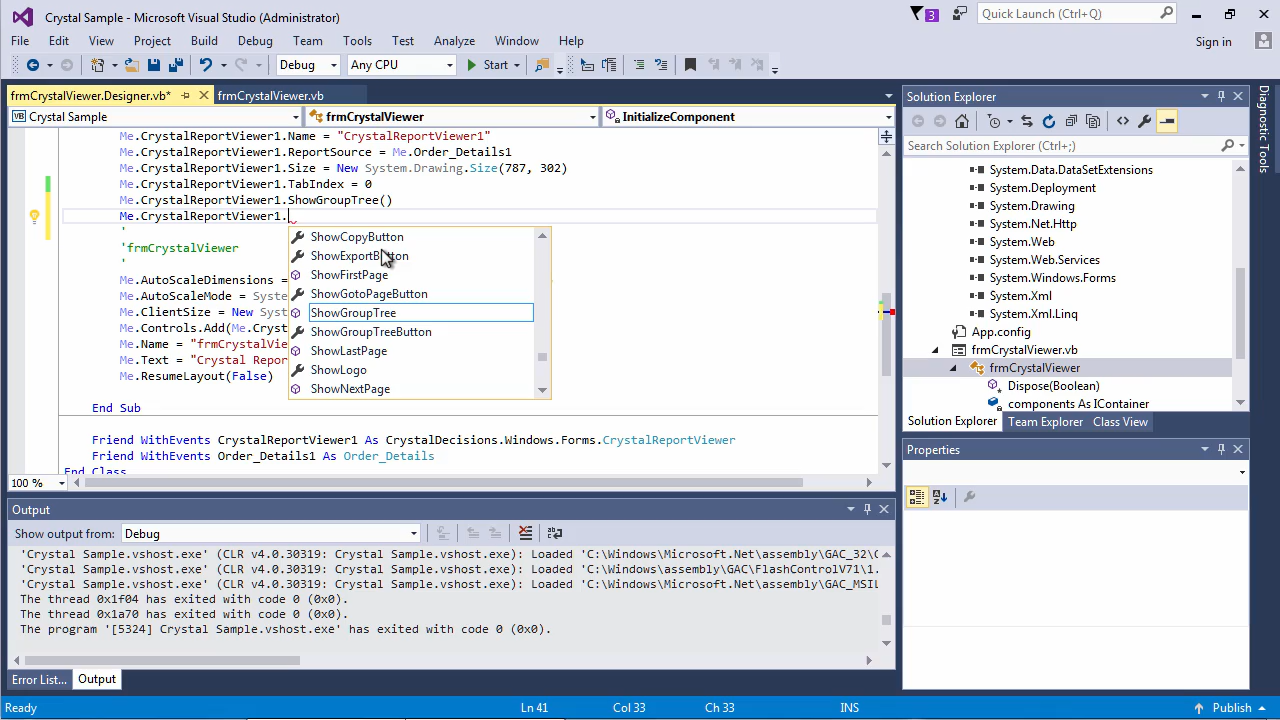 Crystal Sample - Microsoft Visual Studio (Administrator)
3
Quick Launch (Ctrl+;)
File Edit View Project Build Debug Team Tools Test Architecture Analyze Window Help
Sign in
Debug Any CPU Start
frmCrystalViewer.Designer.vb* frmCrystalViewer.vb
VB Crystal Sample frmCrystalViewer InitializeComponent
Me.CrystalReportViewer1.Name = "CrystalReportViewer1"
Me.CrystalReportViewer1.ReportSource = Me.Order_Details1
Me.CrystalReportViewer1.Size = New System.Drawing.Size(787, 302)
Me.CrystalReportViewer1.TabIndex = 0
Me.CrystalReportViewer1.ShowGroupTree()
Me.CrystalReportViewer1.
'
'frmCrystalViewer
'
Me.AutoScaleDimensions =
Me.AutoScaleMode = System
Me.ClientSize = New Syste
Me.Controls.Add(Me.Cryst
Me.Name = "frmCrystalVie
Me.Text = "Crystal Repor
Me.ResumeLayout(False)
End Sub
Friend WithEvents CrystalReportViewer1 As CrystalDecisions.Windows.Forms.CrystalReportViewer
Friend WithEvents Order_Details1 As Order_Details
End Class
ShowCopyButton
ShowExportButton
ShowFirstPage
ShowGotoPageButton
ShowGroupTree
ShowGroupTreeButton
ShowLastPage
ShowLogo
ShowNextPage
100 %
Output
Show output from: Debug
'Crystal Sample.vshost.exe' (CLR v4.0.30319: Crystal Sample.vshost.exe): Loaded 'C:\Windows\Microsoft.Net\assembly\GAC_32\C
'Crystal Sample.vshost.exe' (CLR v4.0.30319: Crystal Sample.vshost.exe): Loaded 'C:\Windows\assembly\GAC\FlashControlV71\1.
'Crystal Sample.vshost.exe' (CLR v4.0.30319: Crystal Sample.vshost.exe): Loaded 'C:\Windows\Microsoft.Net\assembly\GAC_MSIL
The thread 0x1f04 has exited with code 0 (0x0).
The thread 0x1a70 has exited with code 0 (0x0).
The program '[5324] Crystal Sample.vshost.exe' has exited with code 0 (0x0).
Error List... Output
Solution Explorer
Search Solution Explorer (Ctrl+;)
System.Data.DataSetExtensions
System.Deployment
System.Drawing
System.Net.Http
System.Web
System.Web.Services
System.Windows.Forms
System.Xml
System.Xml.Linq
App.config
frmCrystalViewer.vb
frmCrystalViewer
Dispose(Boolean)
components As IContainer
Solution Explorer Team Explorer Class View
Properties
Diagnostic Tools
Ready Ln 41 Col 33 Ch 33 INS Publish